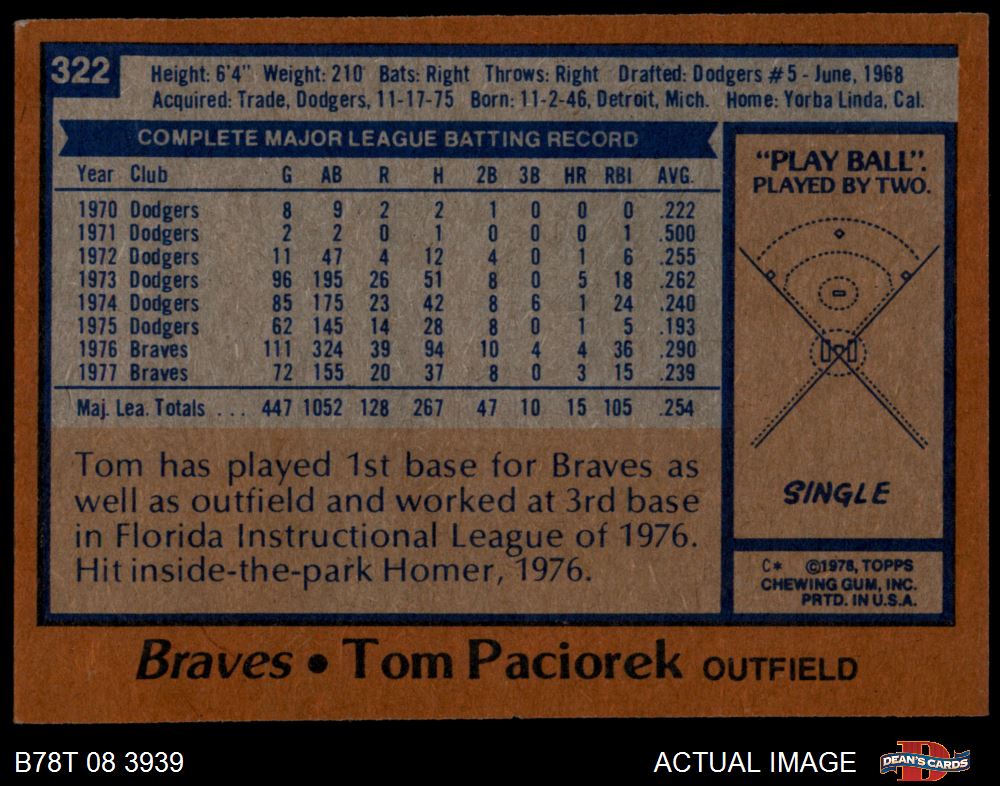 322
Height: 6'4" Weight: 210 Bats: Right Throws: Right Drafted: Dodgers #5 - June, 1968
Acquired: Trade, Dodgers, 11-17-75 Born: 11-2-46, Detroit, Mich. Home: Yorba Linda, Cal.
COMPLETE MAJOR LEAGUE BATTING RECORD
Year Club G AB R H 2B 3B HR RBI AVG.
1970 Dodgers 8 9 2 2 1 0 0 0 .222
1971 Dodgers 2 2 0 1 0 0 0 1 .500
1972 Dodgers 11 47 4 12 4 0 1 6 .255
1973 Dodgers 96 195 26 51 8 0 5 18 .262
1974 Dodgers 85 175 23 42 8 6 1 24 .240
1975 Dodgers 62 145 14 28 8 0 1 5 .193
1976 Braves 111 324 39 94 10 4 4 36 .290
1977 Braves 72 155 20 37 8 0 3 15 .239
Maj. Lea. Totals . . . 447 1052 128 267 47 10 15 105 .254
Tom has played 1st base for Braves as
well as outfield and worked at 3rd base
in Florida Instructional League of 1976.
Hit inside-the-park Homer, 1976.
"PLAY BALL".
PLAYED BY TWO.
SINGLE
C* ©1978, TOPPS
CHEWING GUM, INC.
PRTD. IN U.S.A.
Braves • Tom Paciorek OUTFIELD
B78T 08 3939
ACTUAL IMAGE
D
DEAN'S CARDS